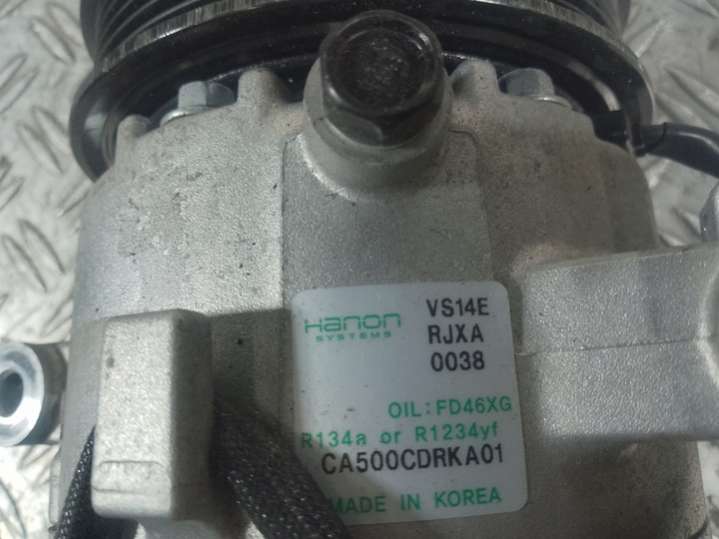 Hanon
SYSTEMS
VS14E
RJXA
0038
OIL:FD46XG
R134a or R1234yf
CA500CDRKA01
MADE IN KOREA